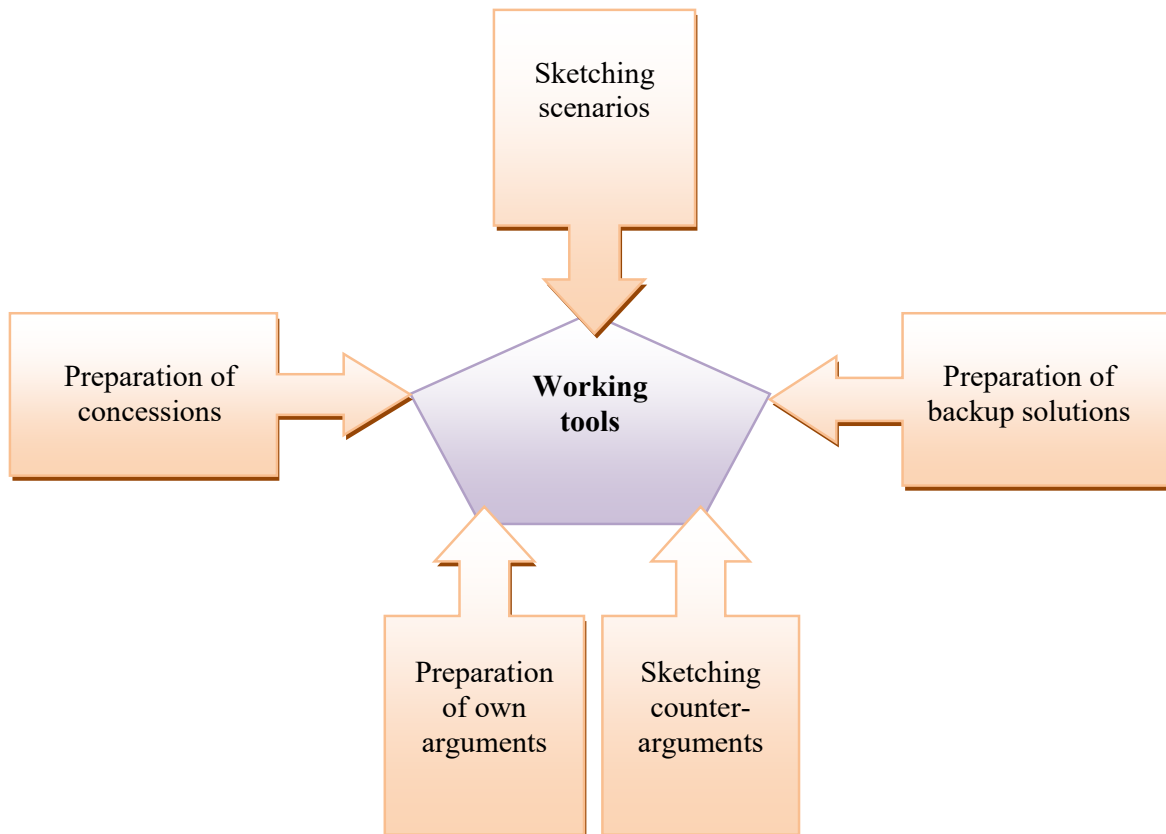 Sketching
scenarios
Preparation of
concessions
Working
tools
Preparation of
backup solutions
Preparation
of own
arguments
Sketching
counter-
arguments